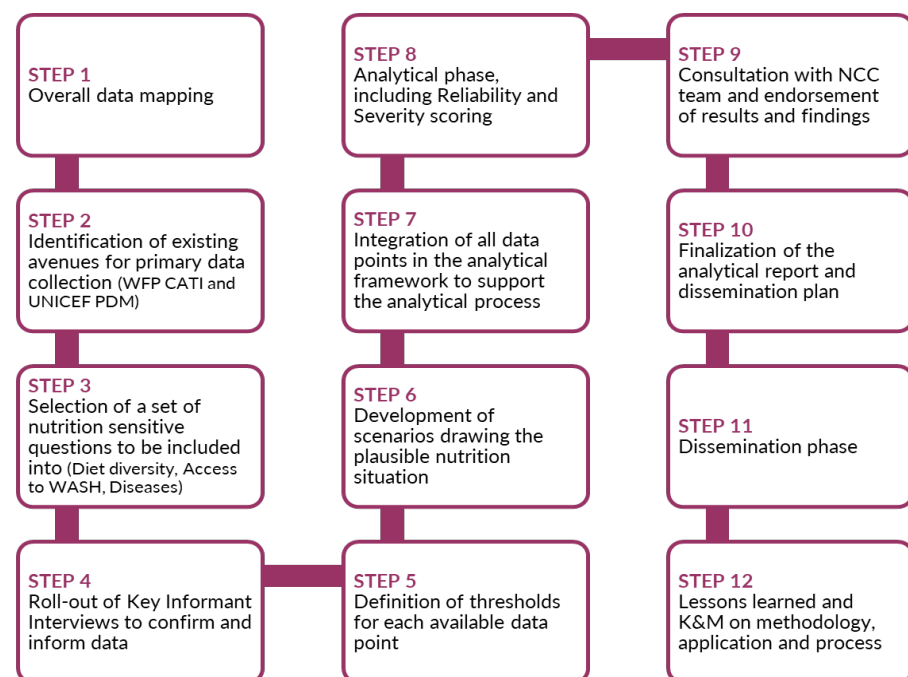 STEP 1
Overall data mapping
STEP 2
Identification of existing
avenues for primary data
collection (WFP CATI and
UNICEF PDM)
STEP 3
Selection of a set of
nutrition sensitive
questions to be included
into (Diet diversity, Access
to WASH, Diseases)
STEP 4
Roll-out of Key Informant
Interviews to confirm and
inform data
STEP 5
Definition of thresholds
for each available data
point
STEP 6
Development of
scenarios drawing the
plausible nutrition
situation
STEP 7
Integration of all data
points in the analytical
framework to support
the analytical process
STEP 8
Analytical phase,
including Reliability and
Severity scoring
STEP 9
Consultation with NCC
team and endorsement
of results and findings
STEP 10
Finalization of the
analytical report and
dissemination plan
STEP 11
Dissemination phase
STEP 12
Lessons learned and
K&M on methodology,
application and process